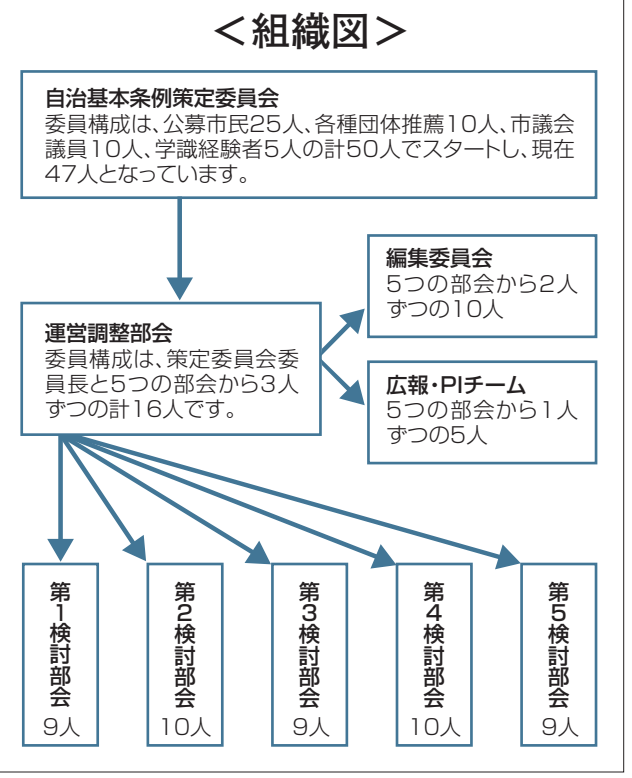 ＜組織図＞
自治基本条例策定委員会
委員構成は、公募市民25人、各種団体推薦10人、市議会
議員10人、学識経験者5人の計50人でスタートし、現在
47人となっています。
運営調整部会
委員構成は、策定委員会委
員長と5つの部会から3人
ずつの計16人です。
編集委員会
5つの部会から2人
ずつの10人
広報・PIチーム
5つの部会から1人
ずつの5人
第1検討部会
9人
第2検討部会
10人
第3検討部会
9人
第4検討部会
10人
第5検討部会
9人